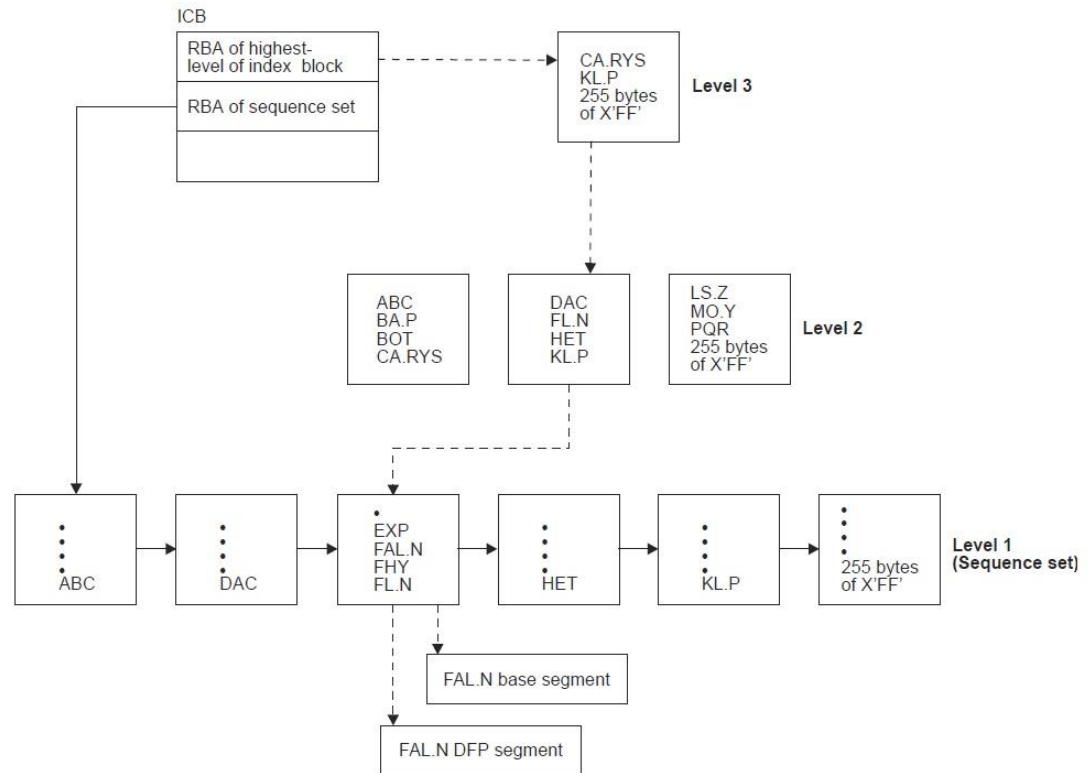 ICB
RBA of highest-
level of index block
RBA of sequence set
CA.RYS
KL.P
255 bytes
of X'FF'
Level 3
ABC
BA.P
BOT
CA.RYS
DAC
FL.N
HET
KL.P
LS.Z
MO.Y
PQR
255 bytes
of X'FF'
Level 2
ABC
DAC
EXP
FAL.N
FHY
FL.N
HET
KL.P
255 bytes
of X'FF'
Level 1
(Sequence set)
FAL.N base segment
FAL.N DFP segment